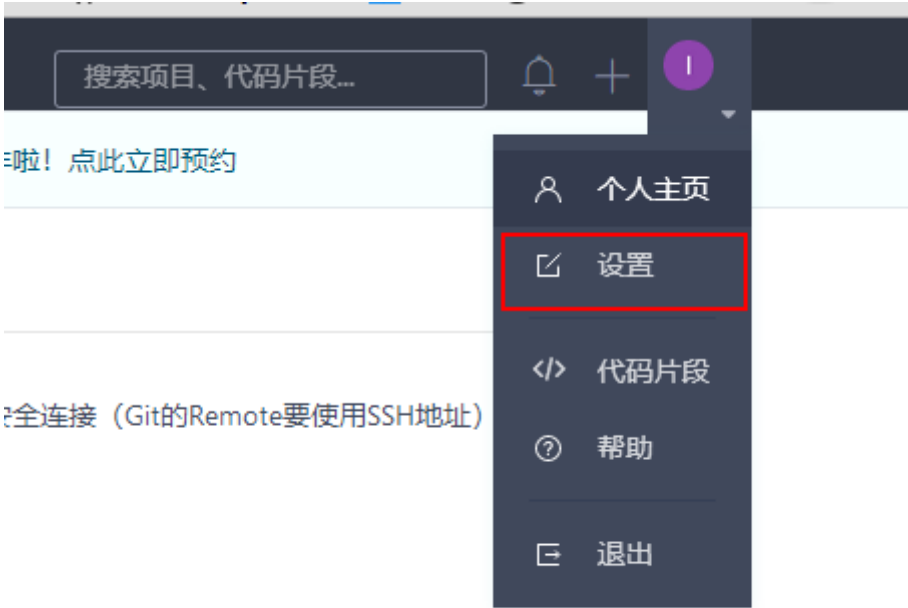 搜索项目、代码片段...
I
啦！点此立即预约
个人主页
设置
代码片段
全连接（Git的Remote要使用SSH地址）
帮助
退出